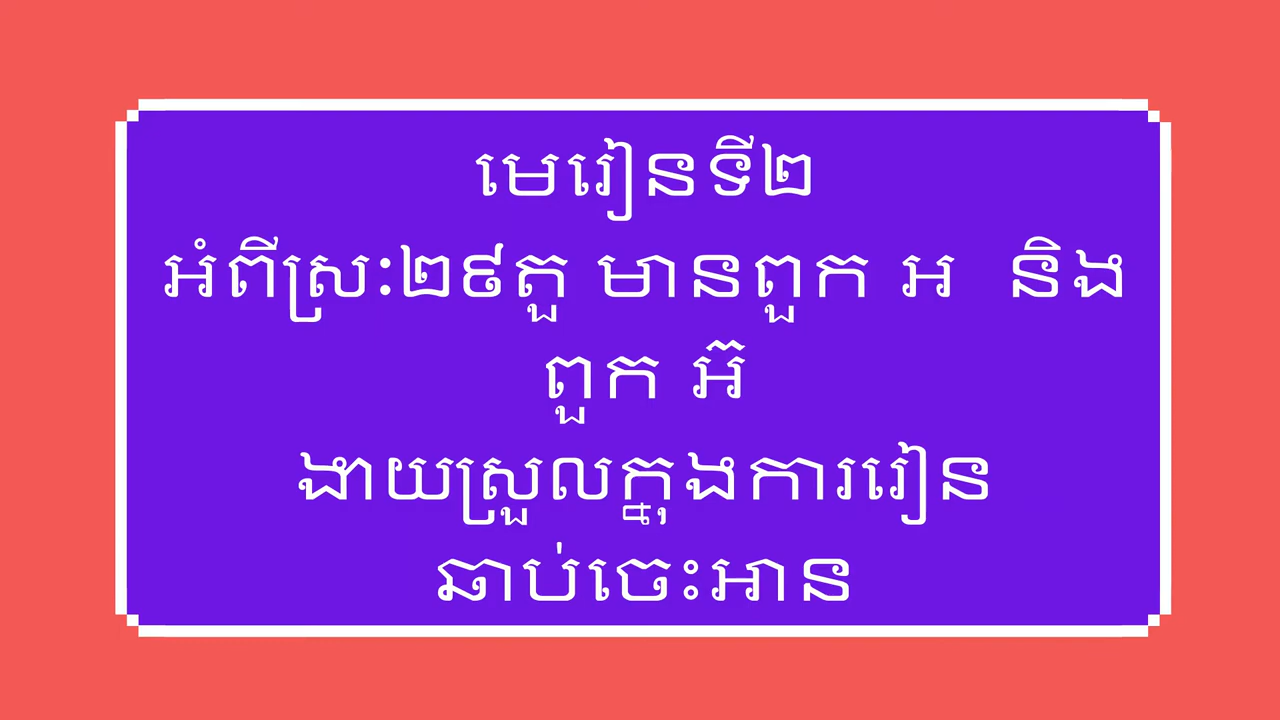 មេរៀនទី២
អំពីស្រៈ២៩តួ មានពួក អ និង
ពួក អ៊
ងាយស្រួលក្នុងការរៀន
ឆាប់ចេះអាន